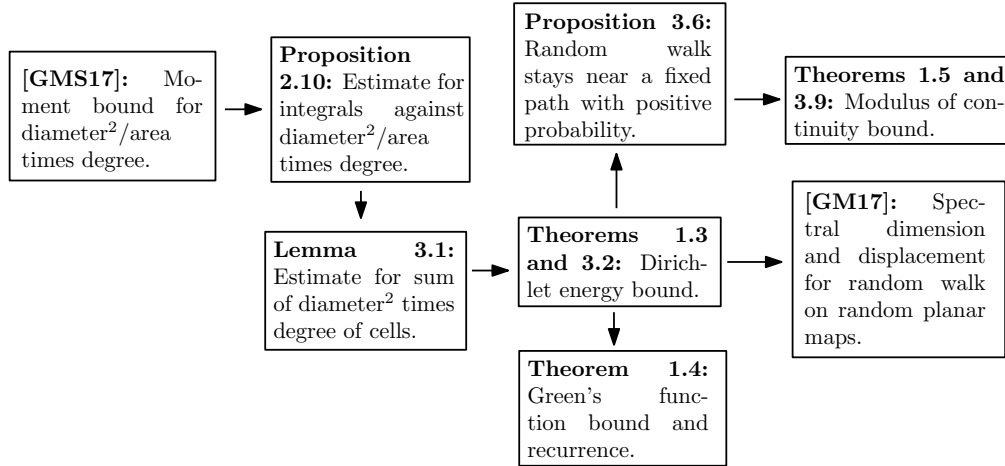 [GMS17]: Mo-
ment bound for
diameter²/area
times degree.
Proposition
2.10: Estimate for
integrals against
diameter²/area
times degree.
Lemma 3.1:
Estimate for sum
of diameter² times
degree of cells.
Proposition 3.6:
Random walk
stays near a fixed
path with positive
probability.
Theorems 1.3
and 3.2: Dirich-
let energy bound.
Theorem 1.4:
Green's func-
tion bound and
recurrence.
Theorems 1.5 and
3.9: Modulus of con-
tinuity bound.
[GM17]: Spec-
tral dimension
and displacement
for random walk
on random planar
maps.